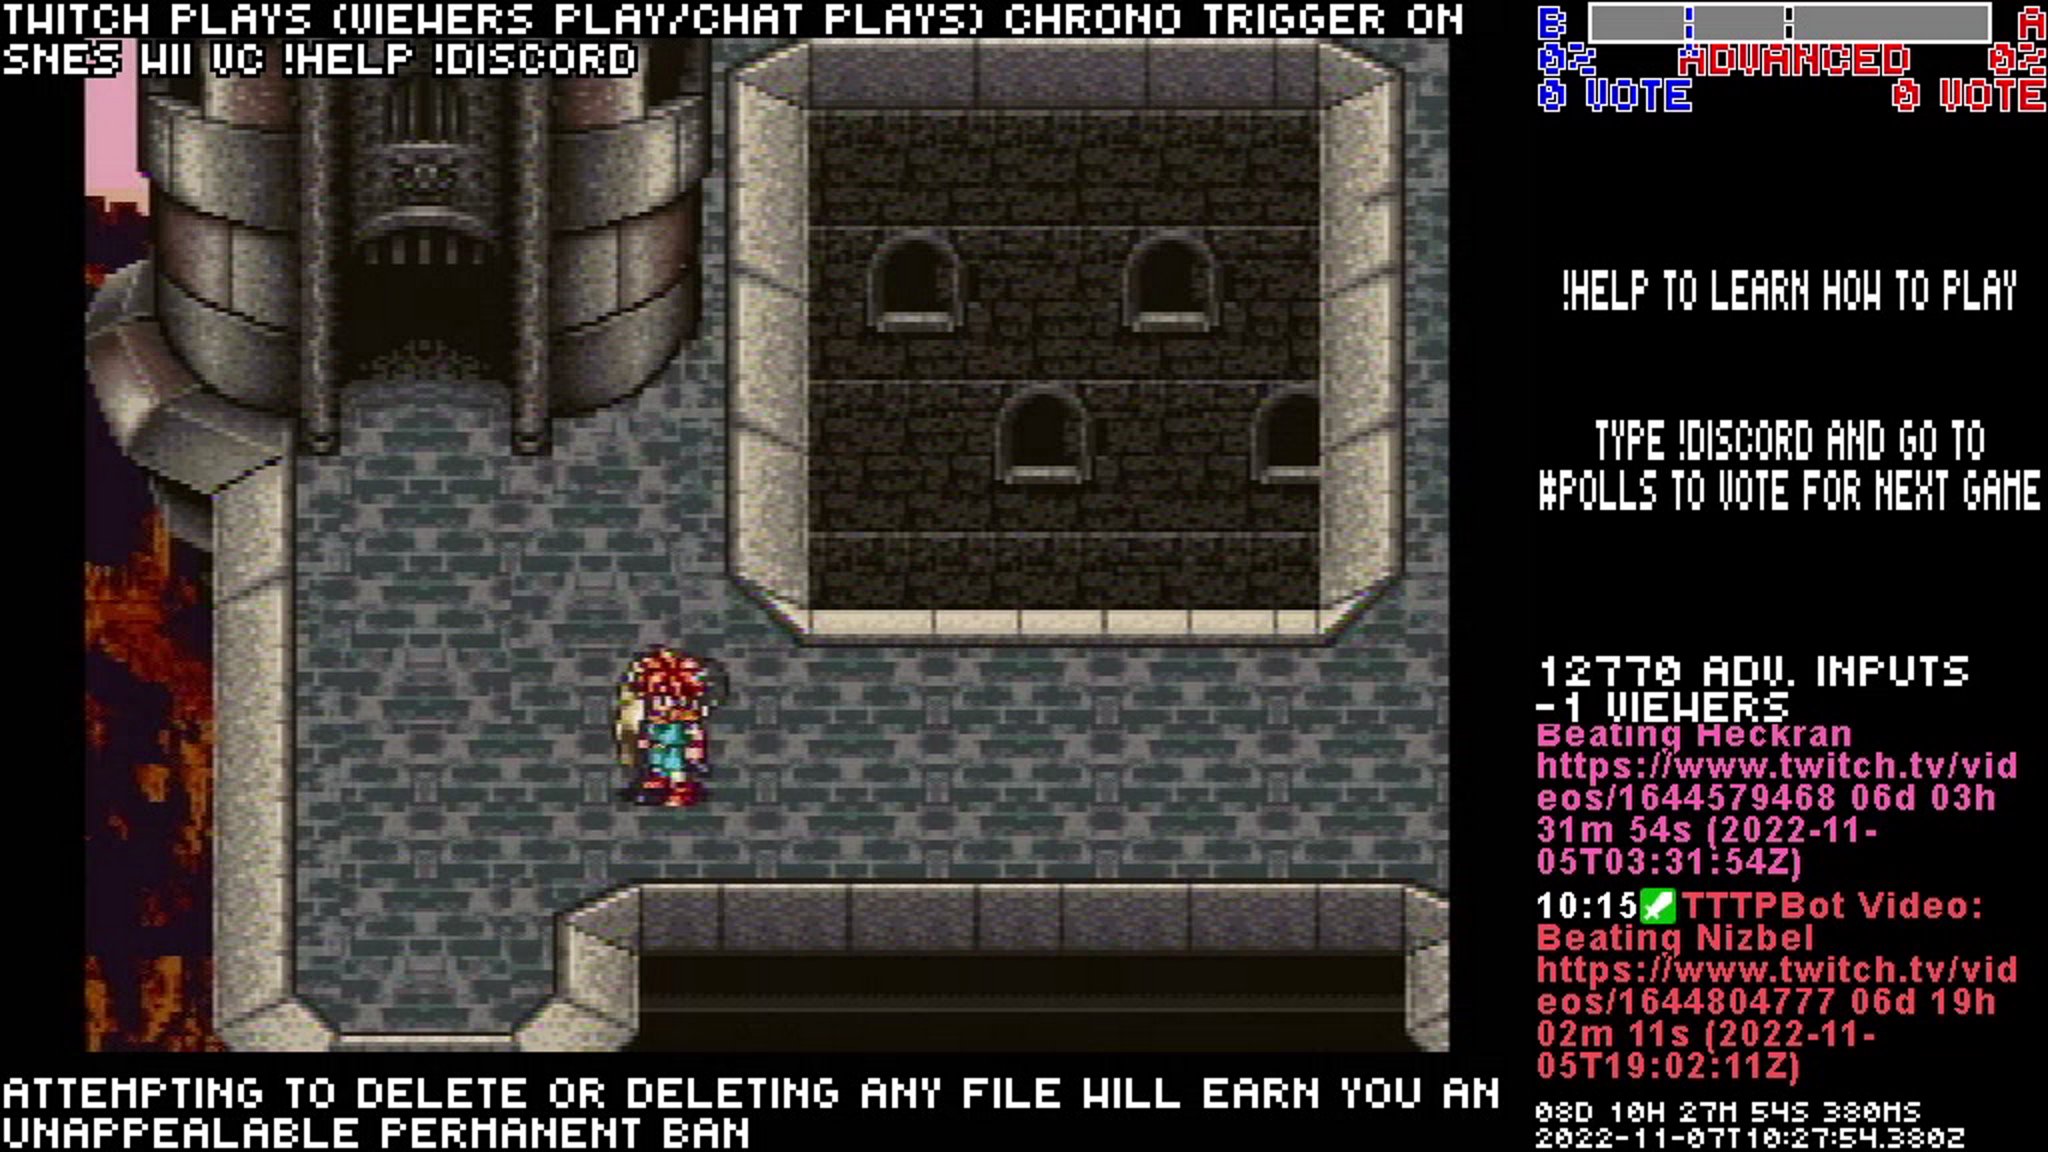 TWITCH PLAYS (VIEWERS PLAY/CHAT PLAYS) CHRONO TRIGGER ON
SNES WII VC !HELP !DISCORD
B A
0% ADVANCED 0%
0 VOTE 0 VOTE
!HELP TO LEARN HOW TO PLAY
TYPE !DISCORD AND GO TO
#POLLS TO VOTE FOR NEXT GAME
12770 ADV. INPUTS
-1 VIEWERS
Beating Heckran
https://www.twitch.tv/vid
eos/1644579468 06d 03h
31m 54s (2022-11-
05T03:31:54Z)
10:15 TTTPBot Video:
Beating Nizbel
https://www.twitch.tv/vid
eos/1644804777 06d 19h
02m 11s (2022-11-
05T19:02:11Z)
ATTEMPTING TO DELETE OR DELETING ANY FILE WILL EARN YOU AN
UNAPPEALABLE PERMANENT BAN
08D 10H 27M 54S 380MS
2022-11-07T10:27:54.380Z